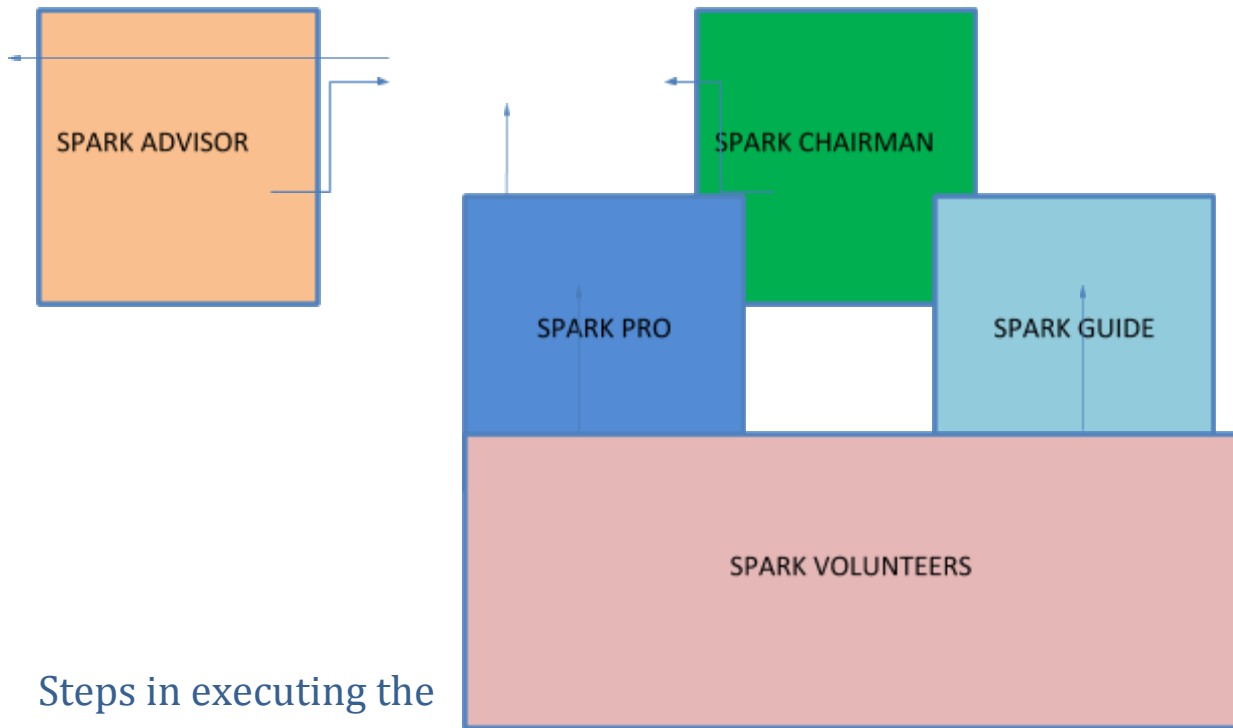 SPARK ADVISOR
SPARK CHAIRMAN
SPARK PRO
SPARK GUIDE
SPARK VOLUNTEERS
Steps in executing the